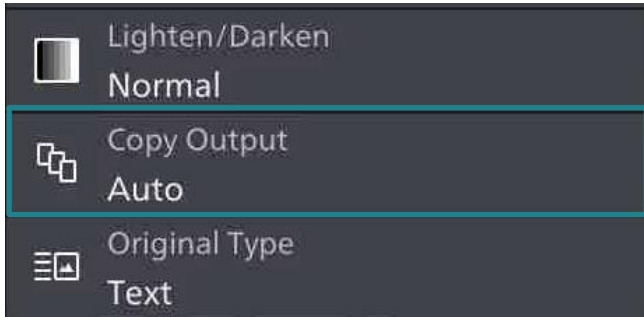 Lighten/Darken
Normal
Copy Output
Auto
Original Type
Text